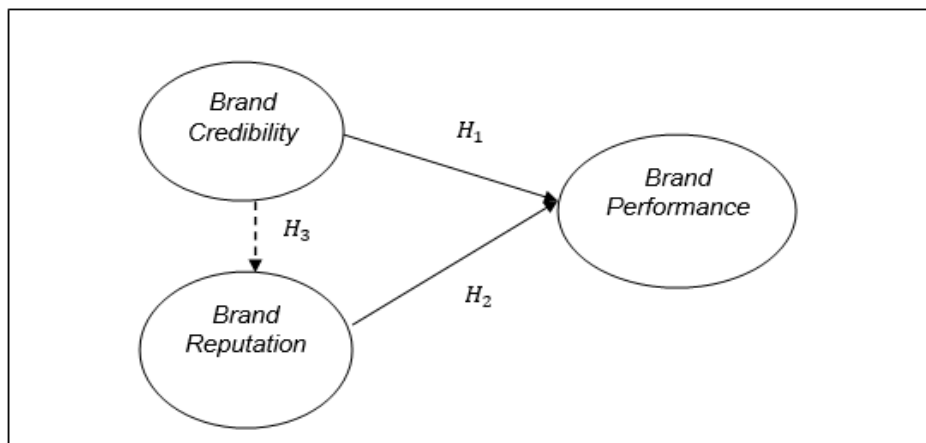 Brand
Credibility
H₁
Brand
Performance
H₃
H₂
Brand
Reputation